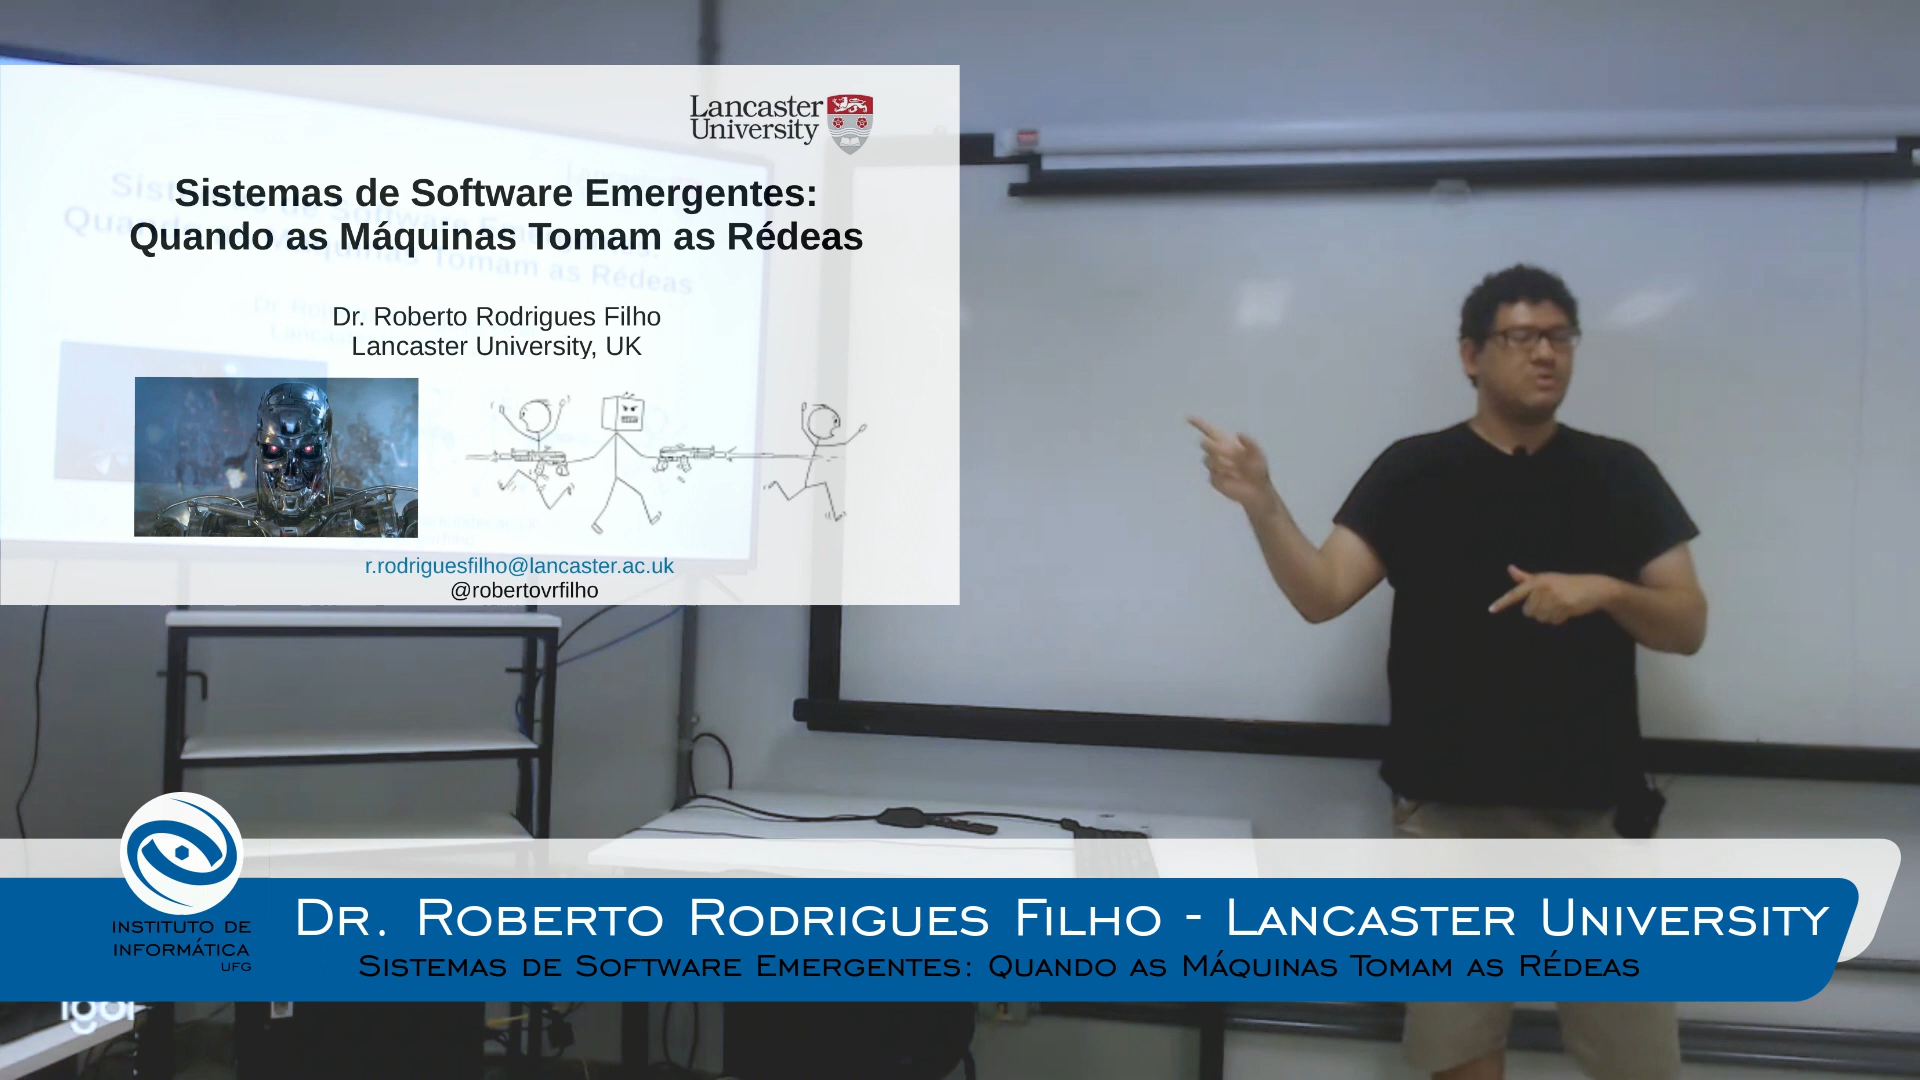 Lancaster
University
Sistemas de Software Emergentes:
Quando as Máquinas Tomam as Rédeas
Dr. Roberto Rodrigues Filho
Lancaster University, UK
r.rodriguesfilho@lancaster.ac.uk
@robertovrfilho
INSTITUTO DE
INFORMÁTICA
UFG
Dr. Roberto Rodrigues Filho - Lancaster University
Sistemas de Software Emergentes: Quando as Máquinas Tomam as Rédeas
Igor